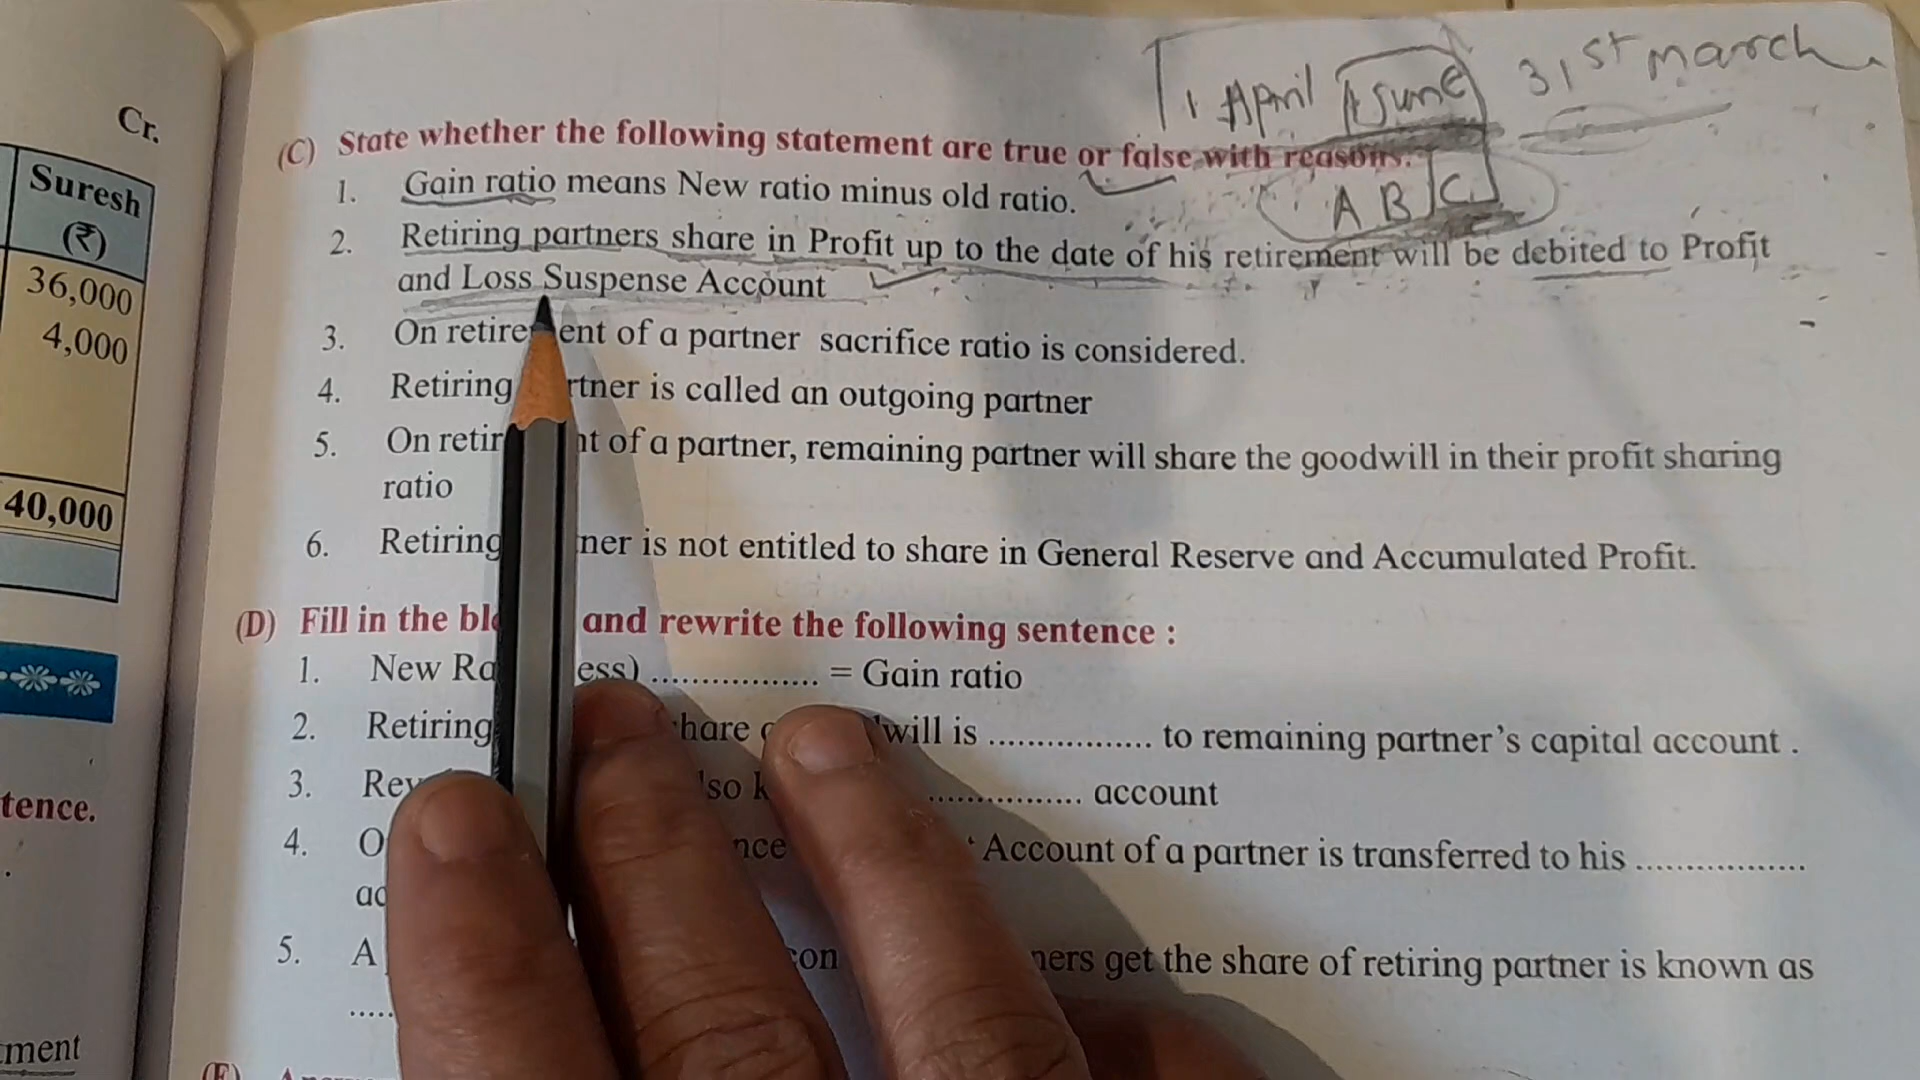 Cr.
Suresh
(₹)
36,000
4,000
40,000
tence.
ment
1 April June 31st march
A B C
(C) State whether the following statement are true or false with reasons.
1. Gain ratio means New ratio minus old ratio.
2. Retiring partners share in Profit up to the date of his retirement will be debited to Profit
and Loss Suspense Account
3. On retire ent of a partner sacrifice ratio is considered.
4. Retiring rtner is called an outgoing partner
5. On retir nt of a partner, remaining partner will share the goodwill in their profit sharing
ratio
6. Retiring ner is not entitled to share in General Reserve and Accumulated Profit.
(D) Fill in the bl and rewrite the following sentence :
1. New Ra ess) ................. = Gain ratio
2. Retiring hare will is ................. to remaining partner's capital account .
3. Rev lso k ................ account
4. O nce Account of a partner is transferred to his .................
ac
5. A con ners get the share of retiring partner is known as
.....
(E)